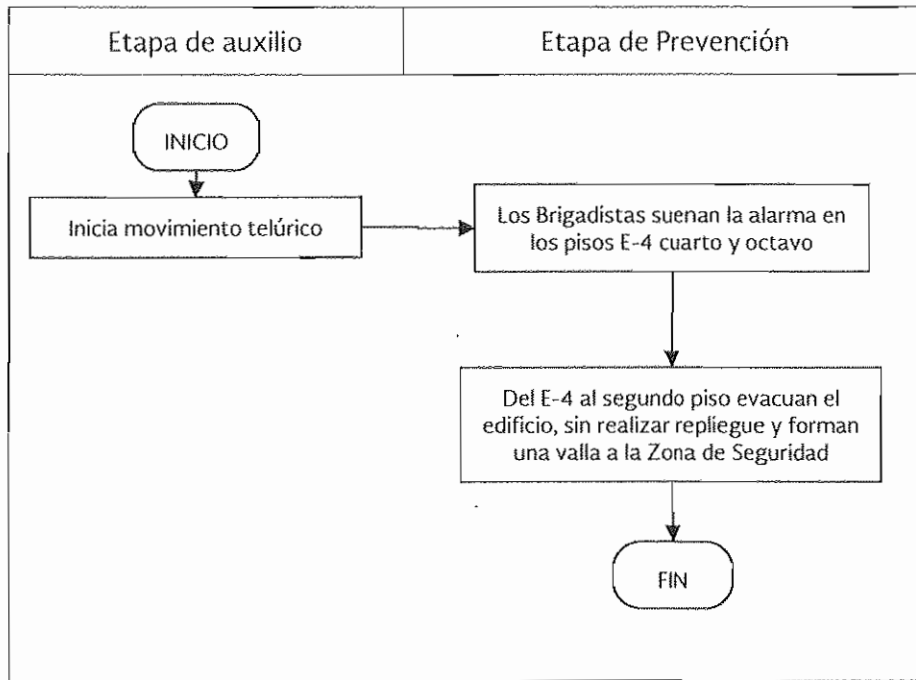 Etapa de auxilio
Etapa de Prevención
INICIO
Inicia movimiento telúrico
Los Brigadistas suenan la alarma en
los pisos E-4 cuarto y octavo
Del E-4 al segundo piso evacuan el
edificio, sin realizar repliegue y forman
una valla a la Zona de Seguridad
FIN